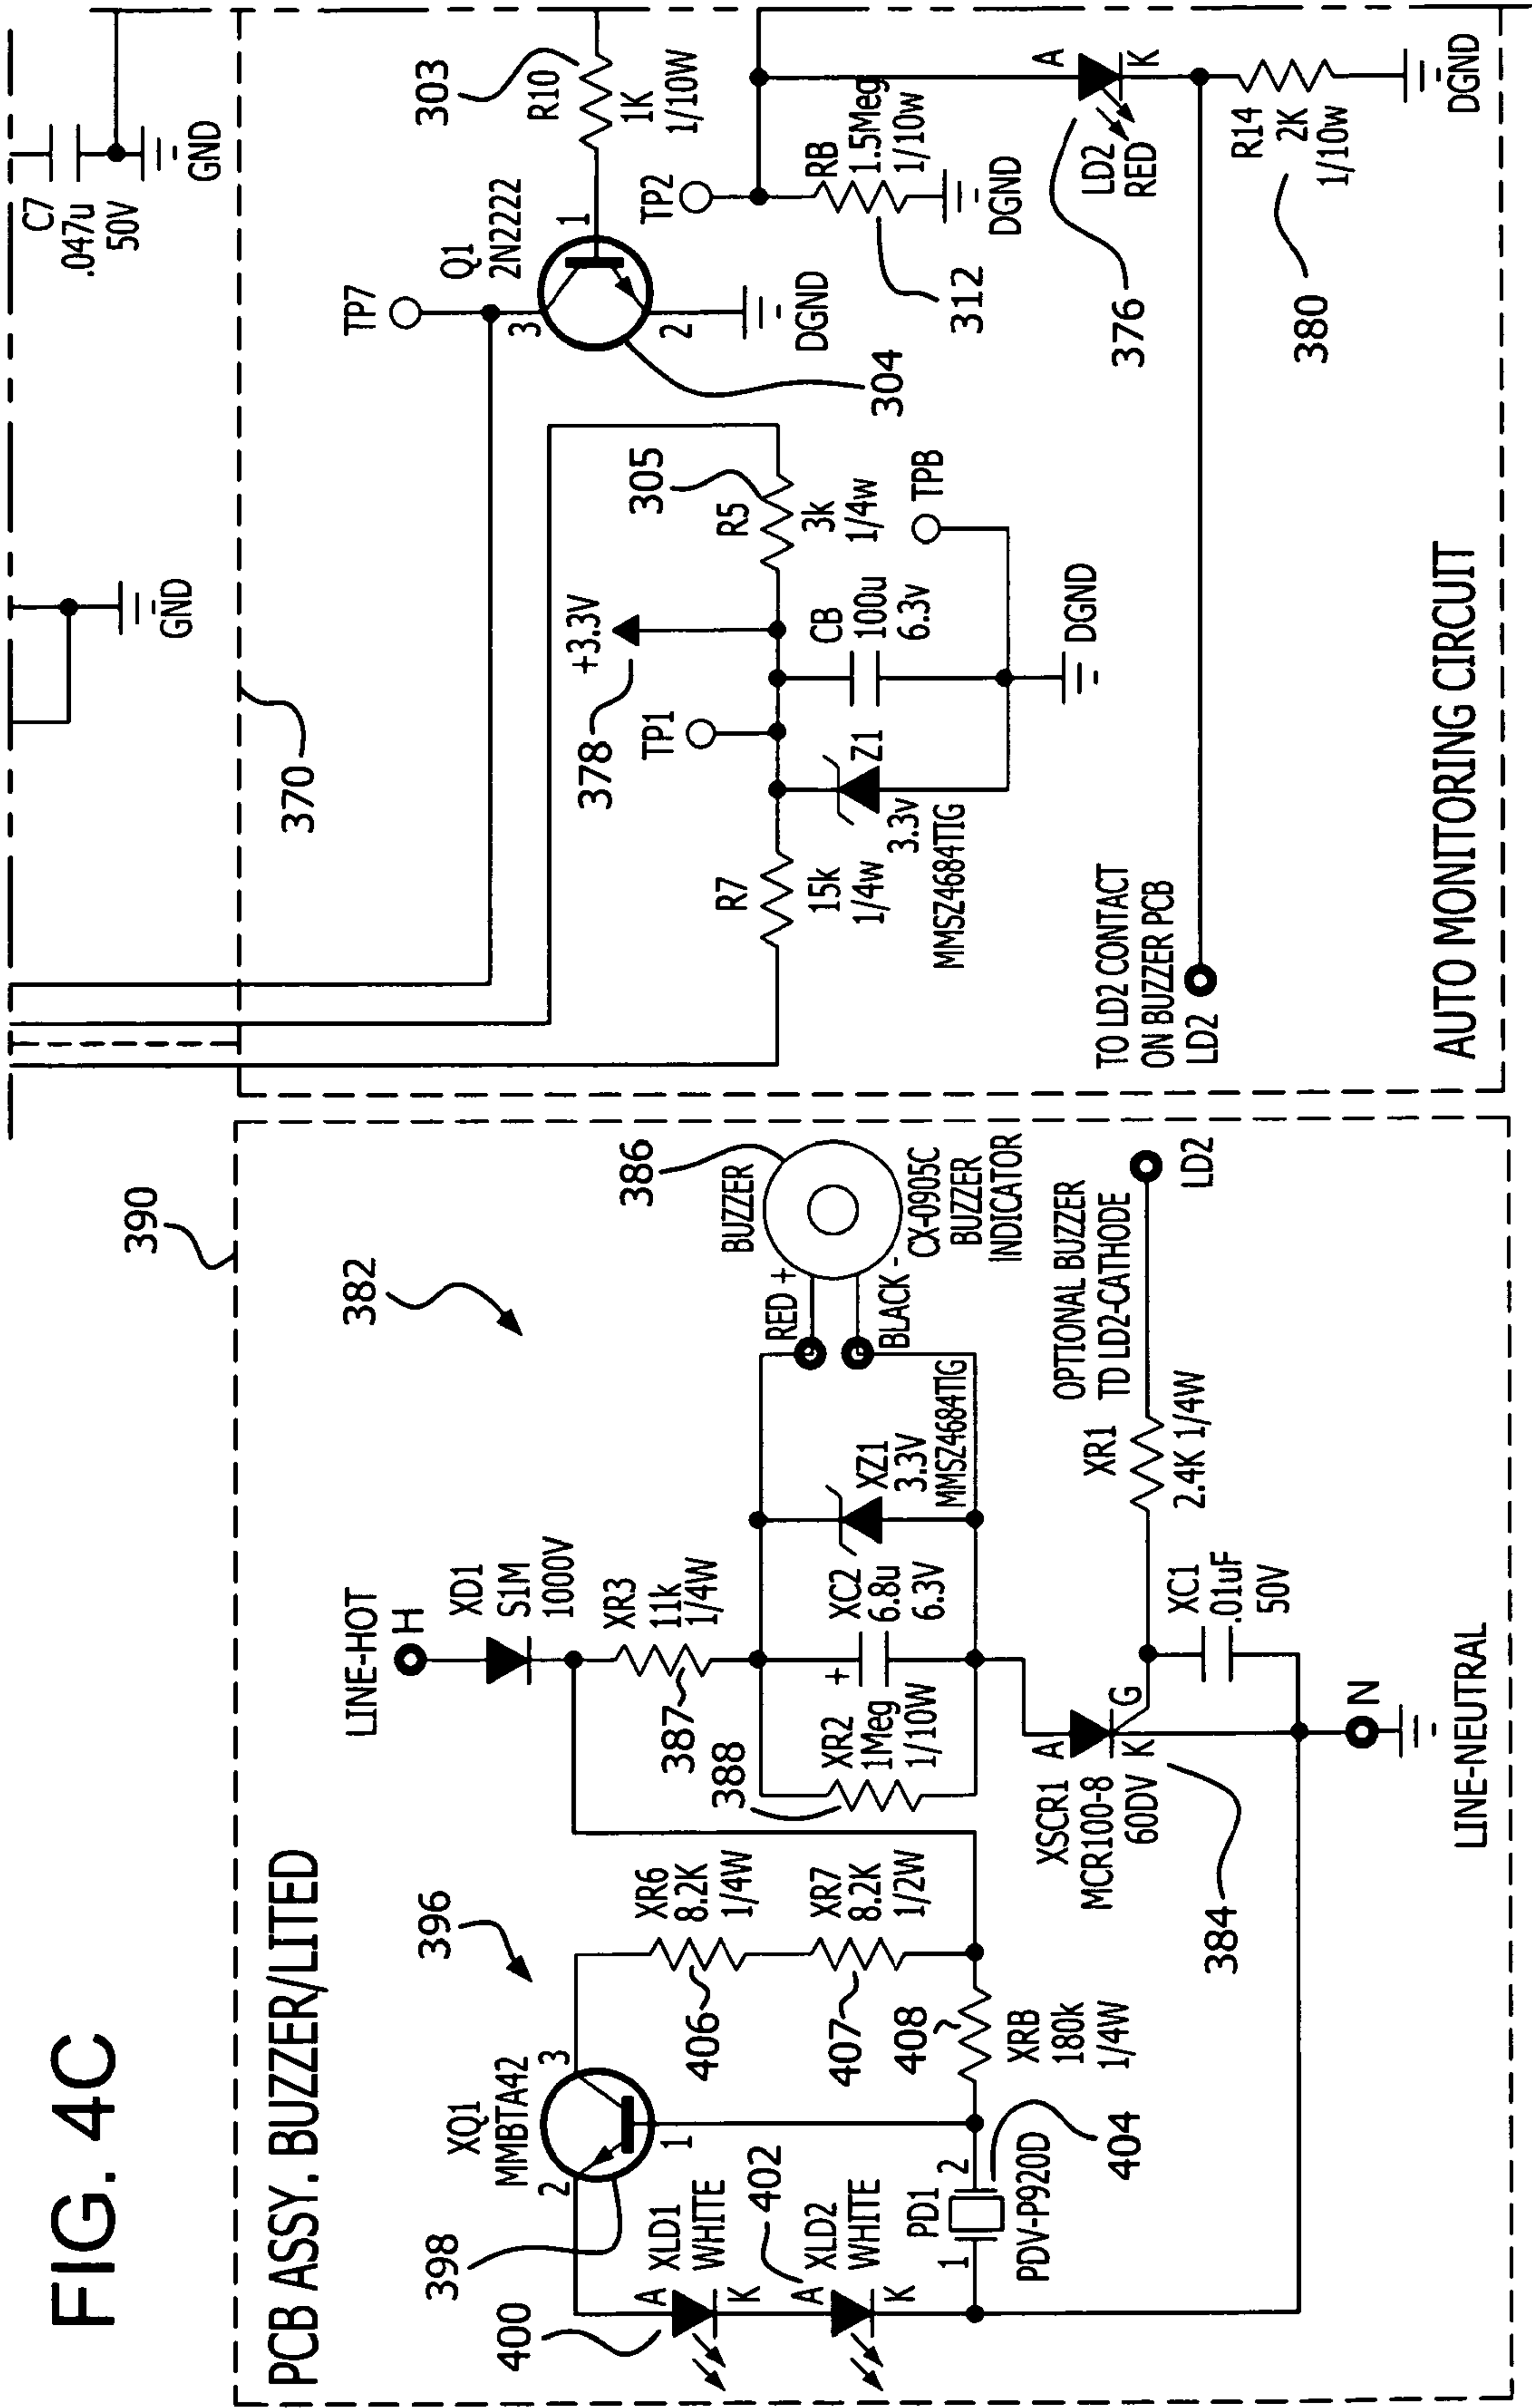 FIG. 4C
PCB ASSY. BUZZER/LITED
390
382
396
LINE-HOT
H
XD1
S1M
1000V
XR3
11k
1/4W
387
388
XR2
1Meg
1/10W
+
XC2
6.8u
6.3V
XZ1
3.3V
MMSZ4684TIG
RED +
BLACK -
BUZZER
386
CX-0905C
BUZZER
INDICATOR
XQ1
MMBTA42
3
2
1
398
XR6
8.2K
1/4W
406
XR7
8.2K
1/2W
407
408
XRB
180k
1/4W
400
A
XLD1
WHITE
K
402
A
XLD2
WHITE
K
PD1
1
2
PDV-P920D
404
XSCR1
MCR100-8
60DV
A
K
G
384
XC1
.01uF
50V
XR1
2.4K 1/4W
OPTIONAL BUZZER
TD LD2-CATHODE
LD2
N
LINE-NEUTRAL
GND
C7
.047u
50V
GND
370
TP7
Q1
2N2222
3
2
1
DGND
304
R10
1K
1/10W
303
TP2
RB
1.5Meg
1/10w
DGND
312
+3.3V
378
TP1
R7
15k
1/4w
Z1
3.3v
MMSZ4684TIG
CB
100u
6.3v
R5
3k
1/4w
305
TPB
DGND
A
K
LD2
RED
376
R14
2K
1/10w
380
DGND
TO LD2 CONTACT
ON BUZZER PCB
LD2
AUTO MONITORING CIRCUIT